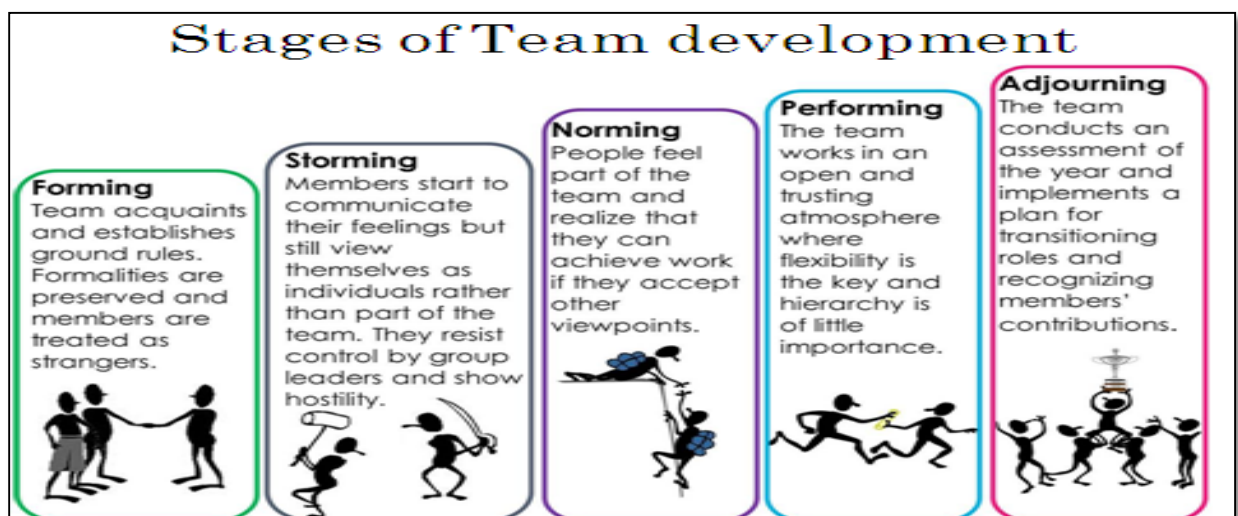 Stages of Team development
Forming
Team acquaints
and establishes
ground rules.
Formalities are
preserved and
members are
treated as
strangers.
Storming
Members start to
communicate
their feelings but
still view
themselves as
individuals rather
than part of the
team. They resist
control by group
leaders and show
hostility.
Norming
People feel
part of the
team and
realize that
they can
achieve work
if they accept
other
viewpoints.
Performing
The team
works in an
open and
trusting
atmosphere
where
flexibility is
the key and
hierarchy is
of little
importance.
Adjourning
The team
conducts an
assessment of
the year and
implements a
plan for
transitioning
roles and
recognizing
members'
contributions.